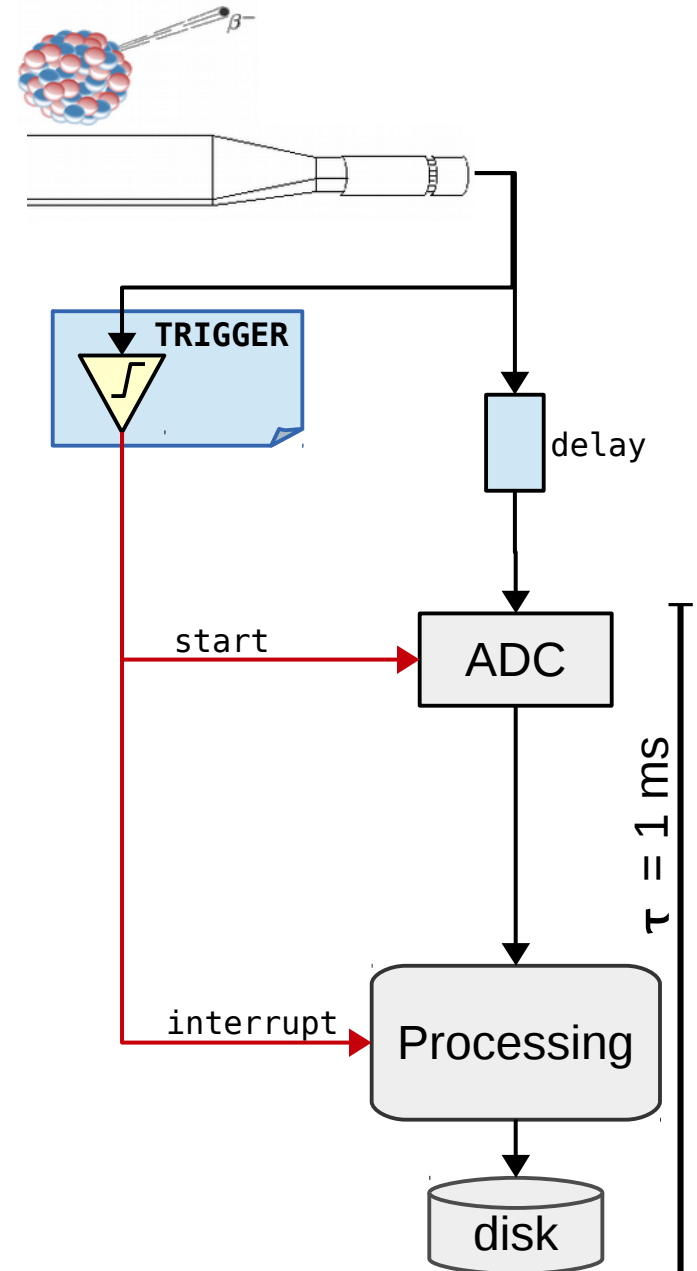 β⁻
TRIGGER
delay
start
ADC
τ = 1 ms
interrupt
Processing
disk